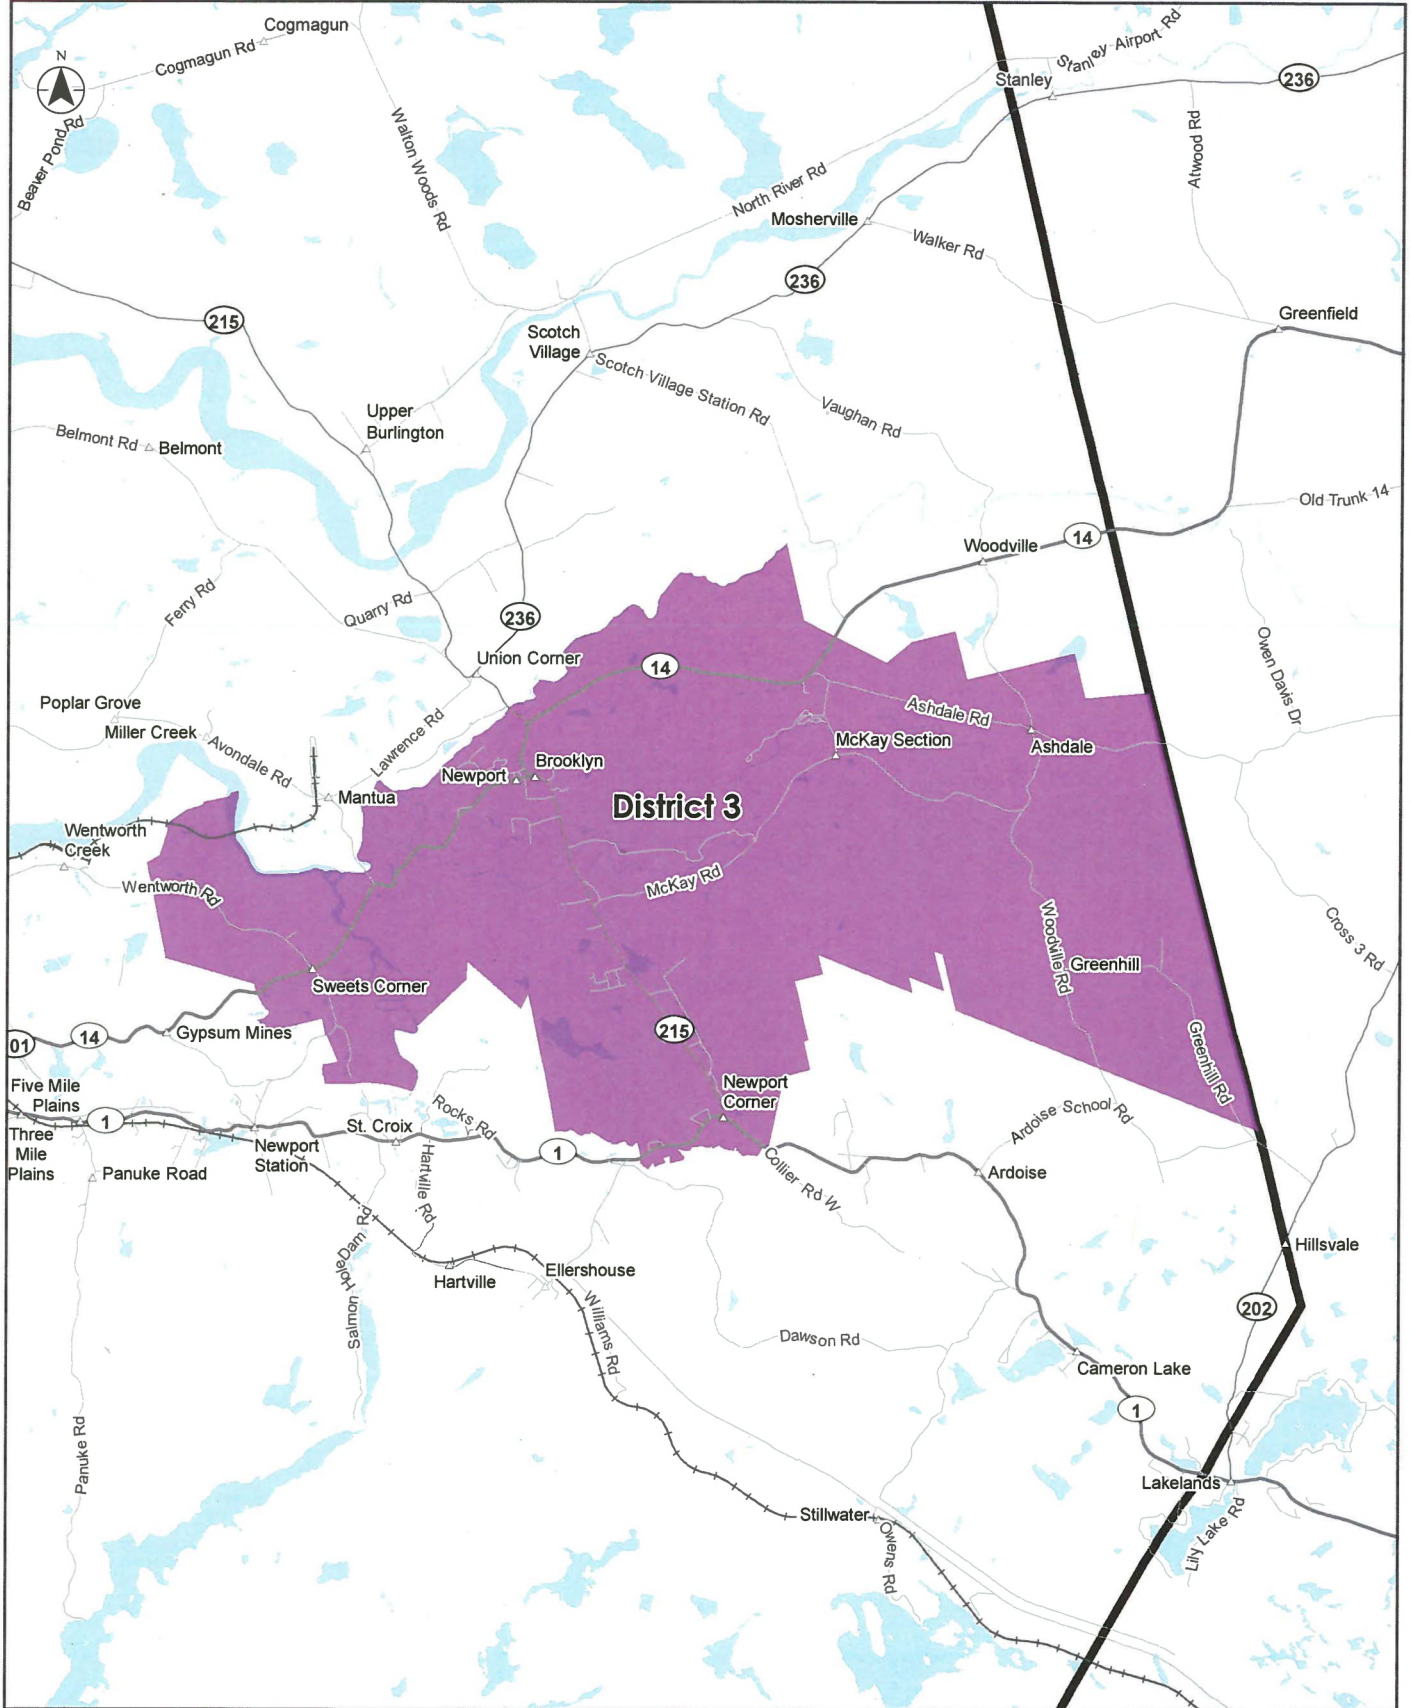 Cogmagun
Stanley Airport Rd
Cogmagun Rd
N
Stanley
236
Beaver Pond Rd
Walton Woods Rd
Atwood Rd
North River Rd
Mosherville
Walker Rd
236
215
Greenfield
Scotch
Village
Scotch Village Station Rd
Upper
Burlington
Vaughan Rd
Belmont Rd
Belmont
Old Trunk 14
14
Woodville
Ferry Rd
Quarry Rd
236
Union Corner
14
Owen Davis Dr
Poplar Grove
Miller Creek
Avondale Rd
Lawrence Rd
Ashdale Rd
McKay Section
Ashdale
Brooklyn
Newport
Mantua
District 3
Wentworth
Creek
Wentworth Rd
McKay Rd
Woodville Rd
Cross 3 Rd
Greenhill
Sweets Corner
Gypsum Mines
215
14
01
Greenhill Rd
Five Mile
Plains
Newport
Corner
1
Three
Mile
Plains
St. Croix
Rocks Rd
Ardoise School Rd
Newport
Station
1
Hartville Rd
Collier Rd W
Panuke Road
Ardoise
Salmon Hole Dam Rd
Hillsvale
Ellershouse
Hartville
Williams Rd
202
Dawson Rd
Cameron Lake
1
Panuke Rd
Lakelands
Stillwater
Lily Lake Rd
Owens Rd